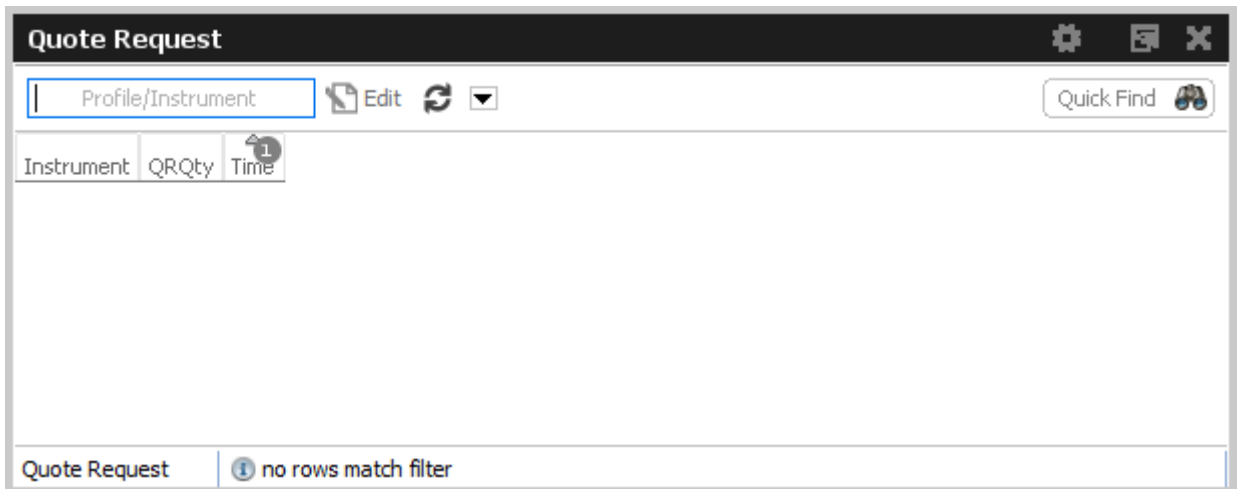 Quote Request
Profile/Instrument Edit Quick Find
Instrument QRQty Time 1
Quote Request no rows match filter